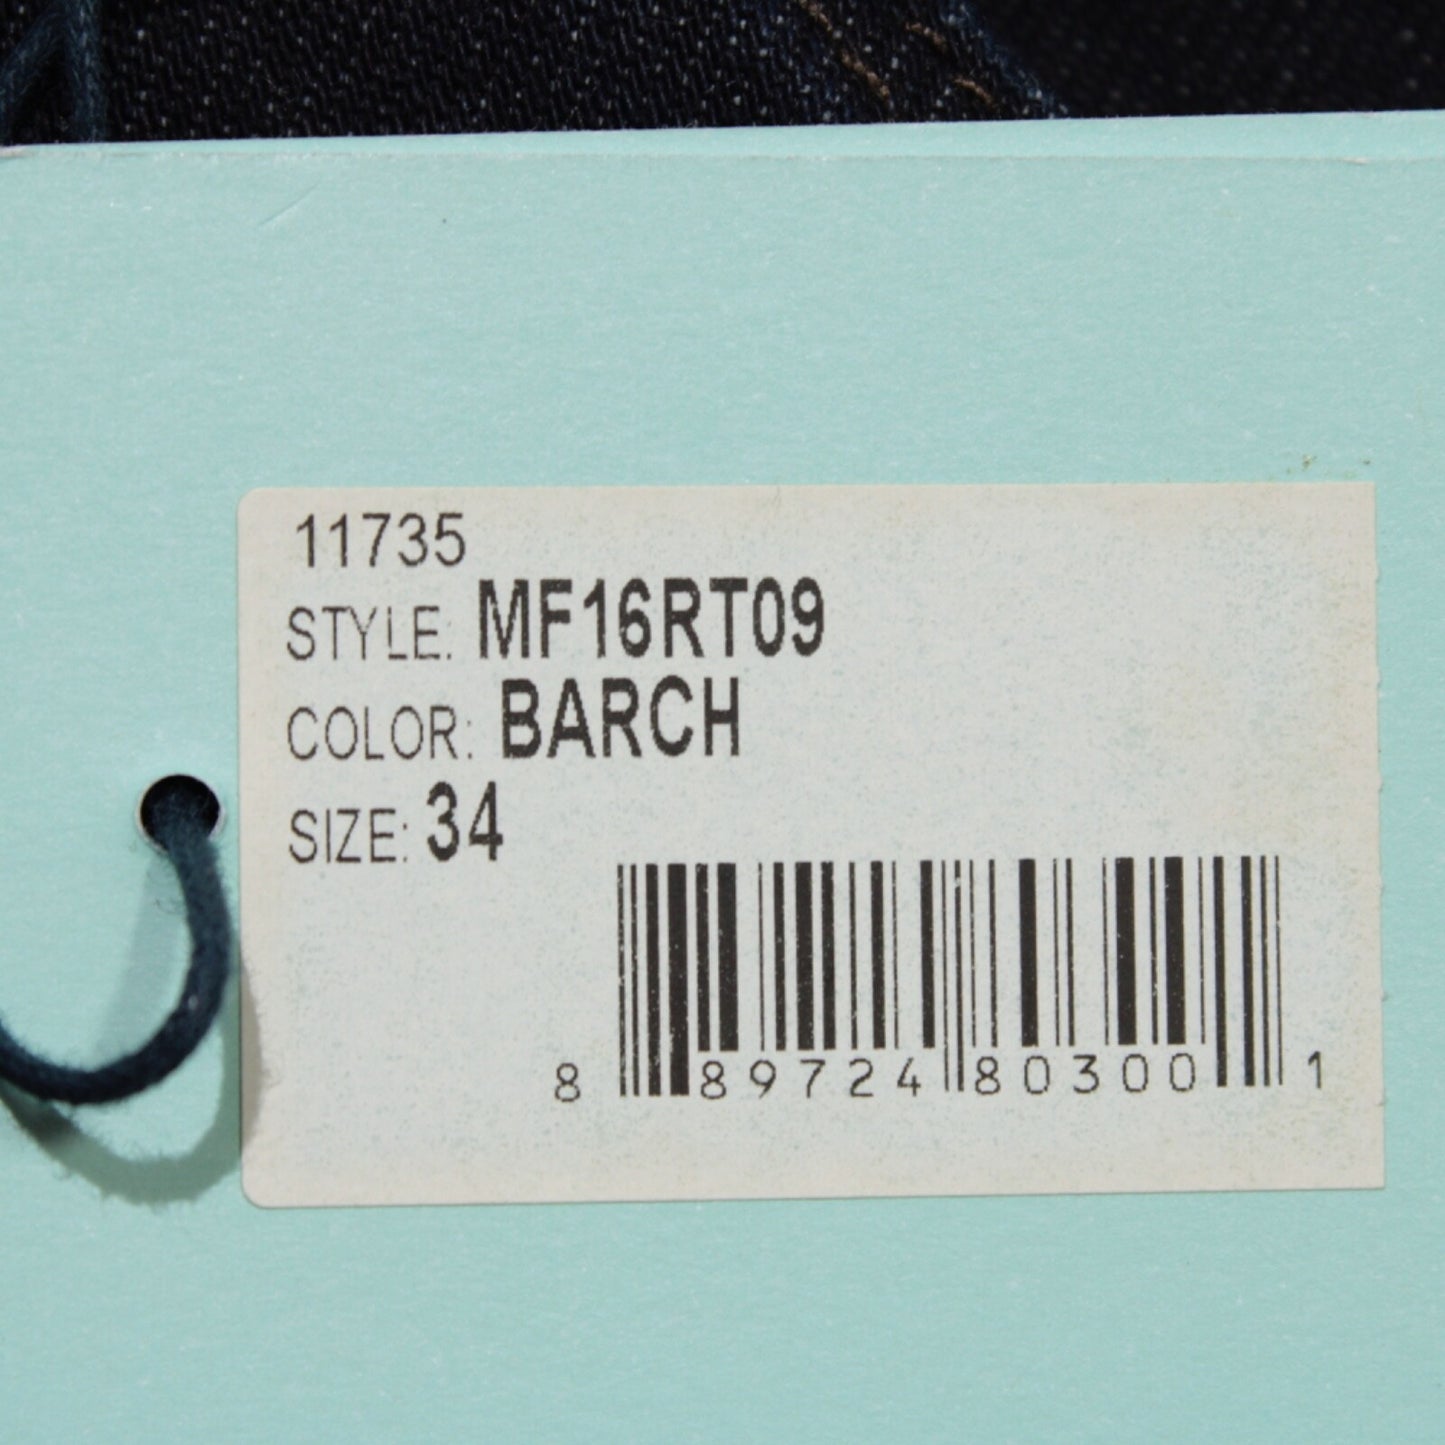 11735
STYLE: MF16RT09
COLOR: BARCH
SIZE: 34
8 89724 80300 1